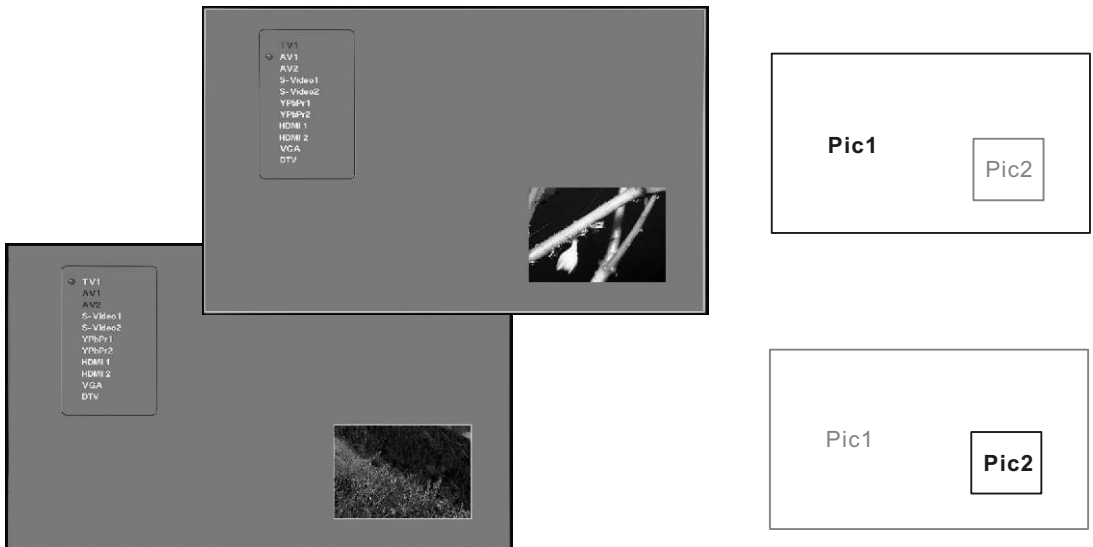 TV1
AV1
AV2
S-Video1
S-Video2
YPbPr1
YPbPr2
HDMI 1
HDMI 2
VGA
DTV
Pic1
Pic2
TV1
AV1
AV2
S-Video1
S-Video2
YPbPr1
YPbPr2
HDMI 1
HDMI 2
VGA
DTV
Pic1
Pic2